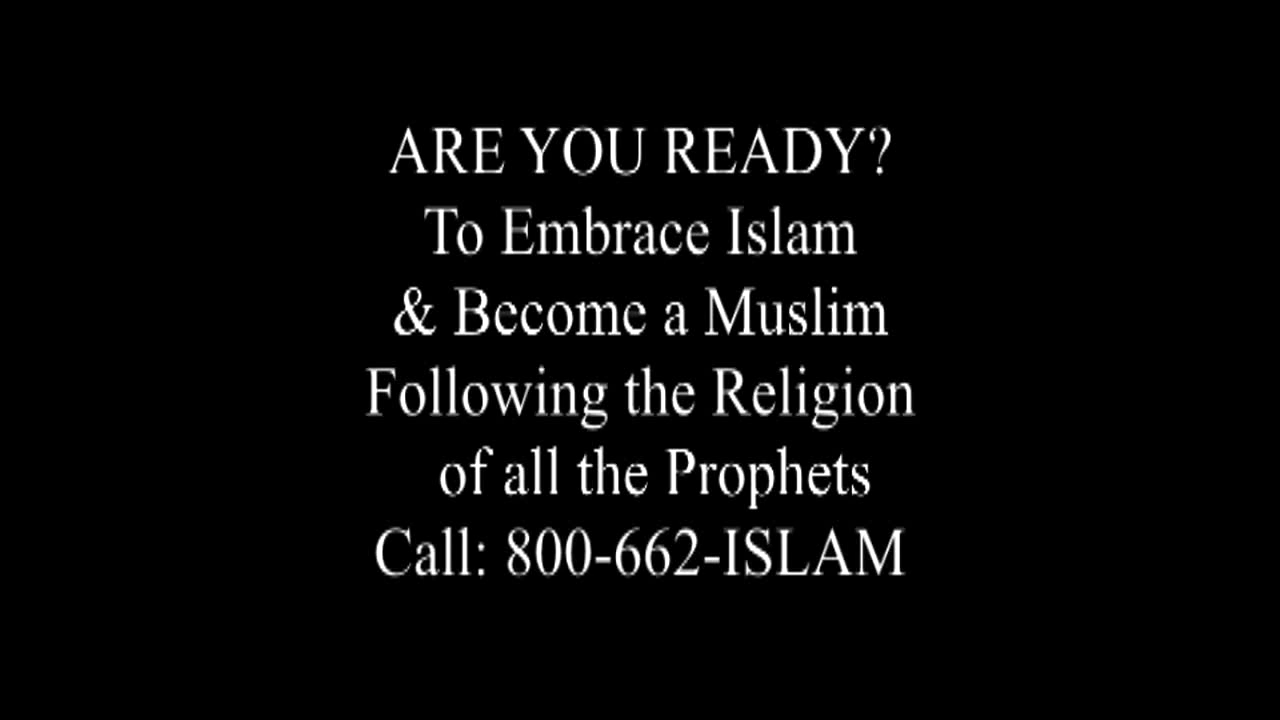 ARE YOU READY?
To Embrace Islam
& Become a Muslim
Following the Religion
of all the Prophets
Call: 800-662-ISLAM